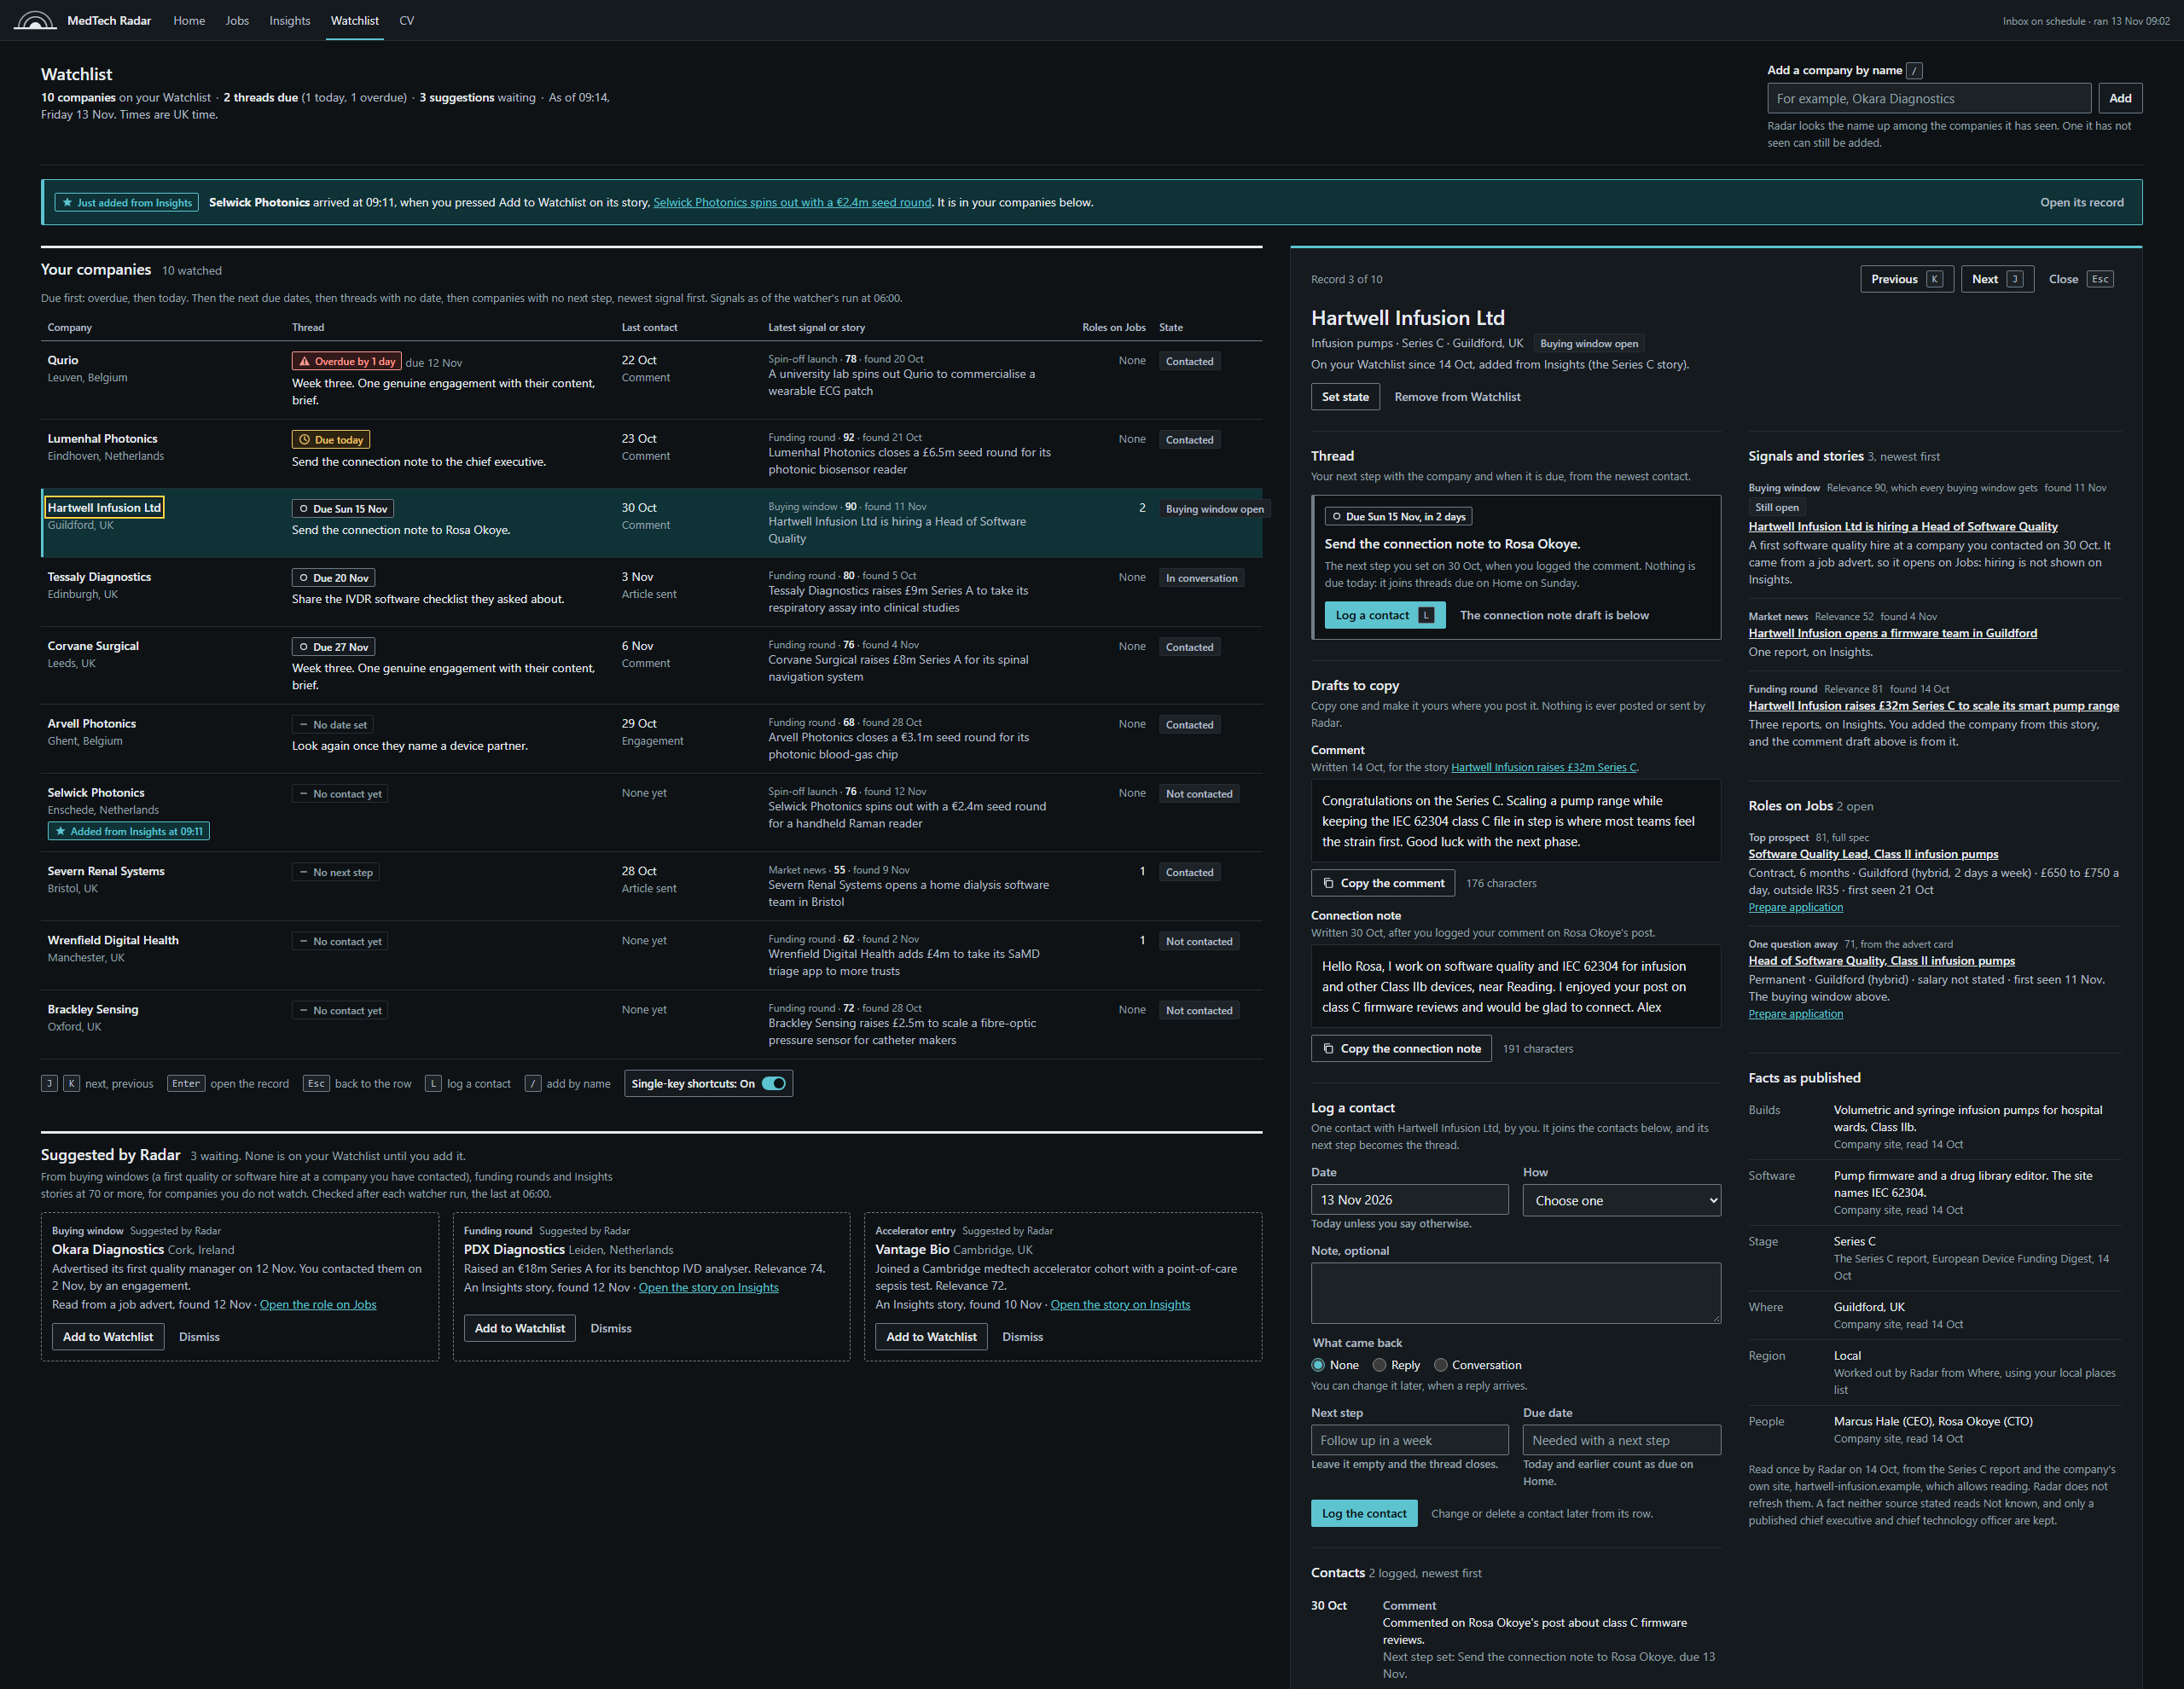 MedTech Radar Home Jobs Insights Watchlist CV
Inbox on schedule · ran 13 Nov 09:02
Watchlist
10 companies on your Watchlist · 2 threads due (1 today, 1 overdue) · 3 suggestions waiting · As of 09:14,
Friday 13 Nov. Times are UK time.
Add a company by name /
For example, Okara Diagnostics
Add
Radar looks the name up among the companies it has seen. One it has not
seen can still be added.
Just added from Insights Selwick Photonics arrived at 09:11, when you pressed Add to Watchlist on its story, Selwick Photonics spins out with a €2.4m seed round. It is in your companies below.
Open its record
Your companies 10 watched
Due first: overdue, then today. Then the next due dates, then threads with no date, then companies with no next step, newest signal first. Signals as of the watcher's run at 06:00.
Company Thread Last contact Latest signal or story Roles on Jobs State
Qurio
Leuven, Belgium
Overdue by 1 day due 12 Nov
Week three. One genuine engagement with their content,
brief.
22 Oct
Comment
Spin-off launch · 78 · found 20 Oct
A university lab spins out Qurio to commercialise a
wearable ECG patch
None
Contacted
Lumenhal Photonics
Eindhoven, Netherlands
Due today
Send the connection note to the chief executive.
23 Oct
Comment
Funding round · 92 · found 21 Oct
Lumenhal Photonics closes a £6.5m seed round for its
photonic biosensor reader
None
Contacted
Hartwell Infusion Ltd
Guildford, UK
Due Sun 15 Nov
Send the connection note to Rosa Okoye.
30 Oct
Comment
Buying window · 90 · found 11 Nov
Hartwell Infusion Ltd is hiring a Head of Software
Quality
2
Buying window open
Tessaly Diagnostics
Edinburgh, UK
Due 20 Nov
Share the IVDR software checklist they asked about.
3 Nov
Article sent
Funding round · 80 · found 5 Oct
Tessaly Diagnostics raises £9m Series A to take its
respiratory assay into clinical studies
None
In conversation
Corvane Surgical
Leeds, UK
Due 27 Nov
Week three. One genuine engagement with their content,
brief.
6 Nov
Comment
Funding round · 76 · found 4 Nov
Corvane Surgical raises £8m Series A for its spinal
navigation system
None
Contacted
Arvell Photonics
Ghent, Belgium
No date set
Look again once they name a device partner.
29 Oct
Engagement
Funding round · 68 · found 28 Oct
Arvell Photonics closes a €3.1m seed round for its
photonic blood-gas chip
None
Contacted
Selwick Photonics
Enschede, Netherlands
Added from Insights at 09:11
No contact yet
None yet
Spin-off launch · 76 · found 12 Nov
Selwick Photonics spins out with a €2.4m seed round
for a handheld Raman reader
None
Not contacted
Severn Renal Systems
Bristol, UK
No next step
28 Oct
Article sent
Market news · 55 · found 9 Nov
Severn Renal Systems opens a home dialysis software
team in Bristol
1
Contacted
Wrenfield Digital Health
Manchester, UK
No contact yet
None yet
Funding round · 62 · found 2 Nov
Wrenfield Digital Health adds £4m to take its SaMD
triage app to more trusts
1
Not contacted
Brackley Sensing
Oxford, UK
No contact yet
None yet
Funding round · 72 · found 28 Oct
Brackley Sensing raises £2.5m to scale a fibre-optic
pressure sensor for catheter makers
None
Not contacted
J K next, previous Enter open the record Esc back to the row L log a contact / add by name Single-key shortcuts: On
Suggested by Radar 3 waiting. None is on your Watchlist until you add it.
From buying windows (a first quality or software hire at a company you have contacted), funding rounds and Insights
stories at 70 or more, for companies you do not watch. Checked after each watcher run, the last at 06:00.
Buying window Suggested by Radar
Okara Diagnostics Cork, Ireland
Advertised its first quality manager on 12 Nov. You contacted them on
2 Nov, by an engagement.
Read from a job advert, found 12 Nov · Open the role on Jobs
Add to Watchlist Dismiss
Funding round Suggested by Radar
PDX Diagnostics Leiden, Netherlands
Raised an €18m Series A for its benchtop IVD analyser. Relevance 74.
An Insights story, found 12 Nov · Open the story on Insights
Add to Watchlist Dismiss
Accelerator entry Suggested by Radar
Vantage Bio Cambridge, UK
Joined a Cambridge medtech accelerator cohort with a point-of-care
sepsis test. Relevance 72.
An Insights story, found 10 Nov · Open the story on Insights
Add to Watchlist Dismiss
Record 3 of 10
Previous K Next J Close Esc
Hartwell Infusion Ltd
Infusion pumps · Series C · Guildford, UK Buying window open
On your Watchlist since 14 Oct, added from Insights (the Series C story).
Set state Remove from Watchlist
Thread
Your next step with the company and when it is due, from the newest contact.
Due Sun 15 Nov, in 2 days
Send the connection note to Rosa Okoye.
The next step you set on 30 Oct, when you logged the comment. Nothing is
due today: it joins threads due on Home on Sunday.
Log a contact L The connection note draft is below
Drafts to copy
Copy one and make it yours where you post it. Nothing is ever posted or sent by
Radar.
Comment
Written 14 Oct, for the story Hartwell Infusion raises £32m Series C.
Congratulations on the Series C. Scaling a pump range while
keeping the IEC 62304 class C file in step is where most teams feel
the strain first. Good luck with the next phase.
Copy the comment 176 characters
Connection note
Written 30 Oct, after you logged your comment on Rosa Okoye's post.
Hello Rosa, I work on software quality and IEC 62304 for infusion
and other Class IIb devices, near Reading. I enjoyed your post on
class C firmware reviews and would be glad to connect. Alex
Copy the connection note 191 characters
Log a contact
One contact with Hartwell Infusion Ltd, by you. It joins the contacts below, and its
next step becomes the thread.
Date How
13 Nov 2026 Choose one
Today unless you say otherwise.
Note, optional
What came back
None Reply Conversation
You can change it later, when a reply arrives.
Next step Due date
Follow up in a week Needed with a next step
Leave it empty and the thread closes.
Today and earlier count as due on
Home.
Log the contact Change or delete a contact later from its row.
Contacts 2 logged, newest first
30 Oct Comment
Commented on Rosa Okoye's post about class C firmware
reviews.
Next step set: Send the connection note to Rosa Okoye, due 13
Nov.
Signals and stories 3, newest first
Buying window Relevance 90, which every buying window gets found 11 Nov
Still open
Hartwell Infusion Ltd is hiring a Head of Software Quality
A first software quality hire at a company you contacted on 30 Oct. It
came from a job advert, so it opens on Jobs: hiring is not shown on
Insights.
Market news Relevance 52 found 4 Nov
Hartwell Infusion opens a firmware team in Guildford
One report, on Insights.
Funding round Relevance 81 found 14 Oct
Hartwell Infusion raises £32m Series C to scale its smart pump range
Three reports, on Insights. You added the company from this story,
and the comment draft above is from it.
Roles on Jobs 2 open
Top prospect 81, full spec
Software Quality Lead, Class II infusion pumps
Contract, 6 months · Guildford (hybrid, 2 days a week) · £650 to £750 a
day, outside IR35 · first seen 21 Oct
Prepare application
One question away 71, from the advert card
Head of Software Quality, Class II infusion pumps
Permanent · Guildford (hybrid) · salary not stated · first seen 11 Nov.
The buying window above.
Prepare application
Facts as published
Builds Volumetric and syringe infusion pumps for hospital
wards, Class IIb.
Company site, read 14 Oct
Software Pump firmware and a drug library editor. The site
names IEC 62304.
Company site, read 14 Oct
Stage Series C
The Series C report, European Device Funding Digest, 14
Oct
Where Guildford, UK
Company site, read 14 Oct
Region Local
Worked out by Radar from Where, using your local places
list
People Marcus Hale (CEO), Rosa Okoye (CTO)
Company site, read 14 Oct
Read once by Radar on 14 Oct, from the Series C report and the company's
own site, hartwell-infusion.example, which allows reading. Radar does not
refresh them. A fact neither source stated reads Not known, and only a
published chief executive and chief technology officer are kept.